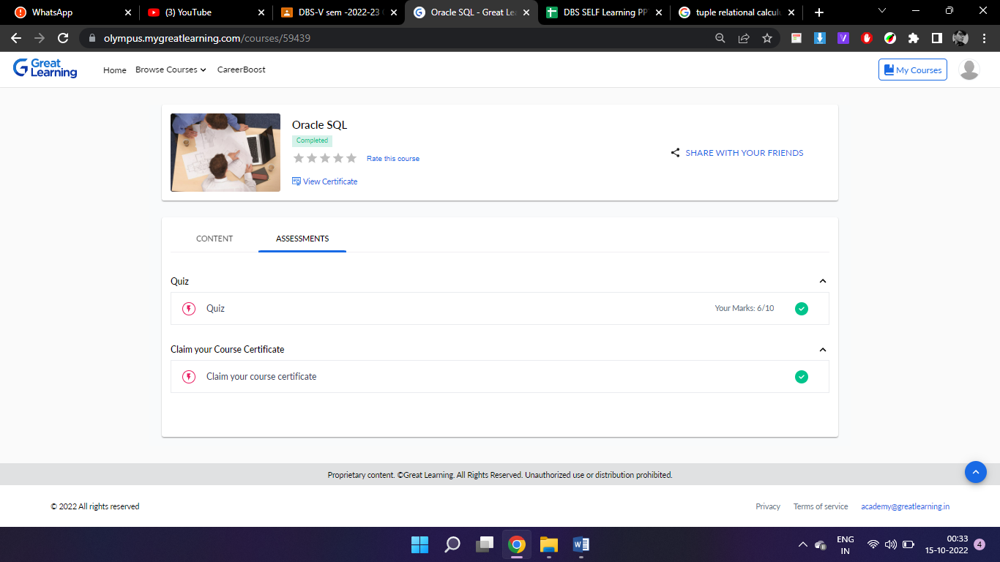 WhatsApp
(3) YouTube
DBS-V sem -2022-23
Oracle SQL - Great Le
DBS SELF Learning PP
tuple relational calcul
olympus.mygreatlearning.com/courses/59439
Great Learning
Home
Browse Courses
CareerBoost
My Courses
Oracle SQL
Completed
Rate this course
View Certificate
SHARE WITH YOUR FRIENDS
CONTENT
ASSESSMENTS
Quiz
Quiz
Your Marks: 6/10
Claim your Course Certificate
Claim your course certificate
Proprietary content. ©Great Learning. All Rights Reserved. Unauthorized use or distribution prohibited.
© 2022 All rights reserved
Privacy
Terms of service
academy@greatlearning.in
ENG
IN
00:33
15-10-2022
4